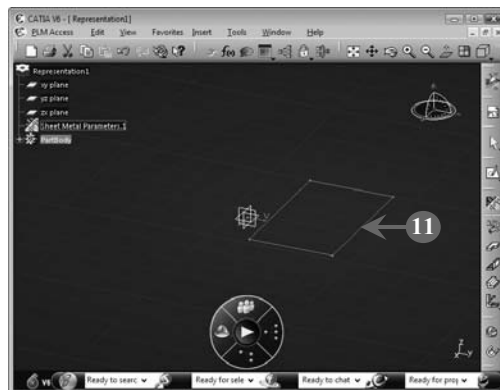 CATIA V6 - [ Representation1]
PLM Access Edit View Favorites Insert Tools Window Help
Representation1
xy plane
yz plane
zx plane
Sheet Metal Parameters.1
PartBody
11
V6
Ready to searc
Ready for sele
Ready to chat
Ready for proj